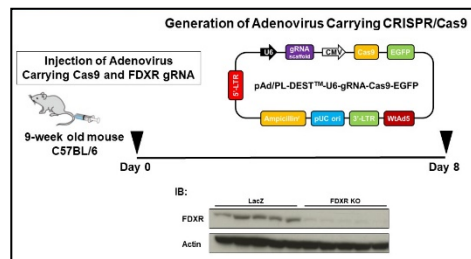 Generation of Adenovirus Carrying CRISPR/Cas9
Injection of Adenovirus
Carrying Cas9 and FDXR gRNA
9-week old mouse
C57BL/6
U6
gRNA
scaffold
CMV
Cas9
EGFP
5'-LTR
pAd/PL-DEST™-U6-gRNA-Cas9-EGFP
pUC ori
3'-LTR
WtAd5
Day 0
Day 8
IB:
LacZ
FDXR KO
FDXR
Actin